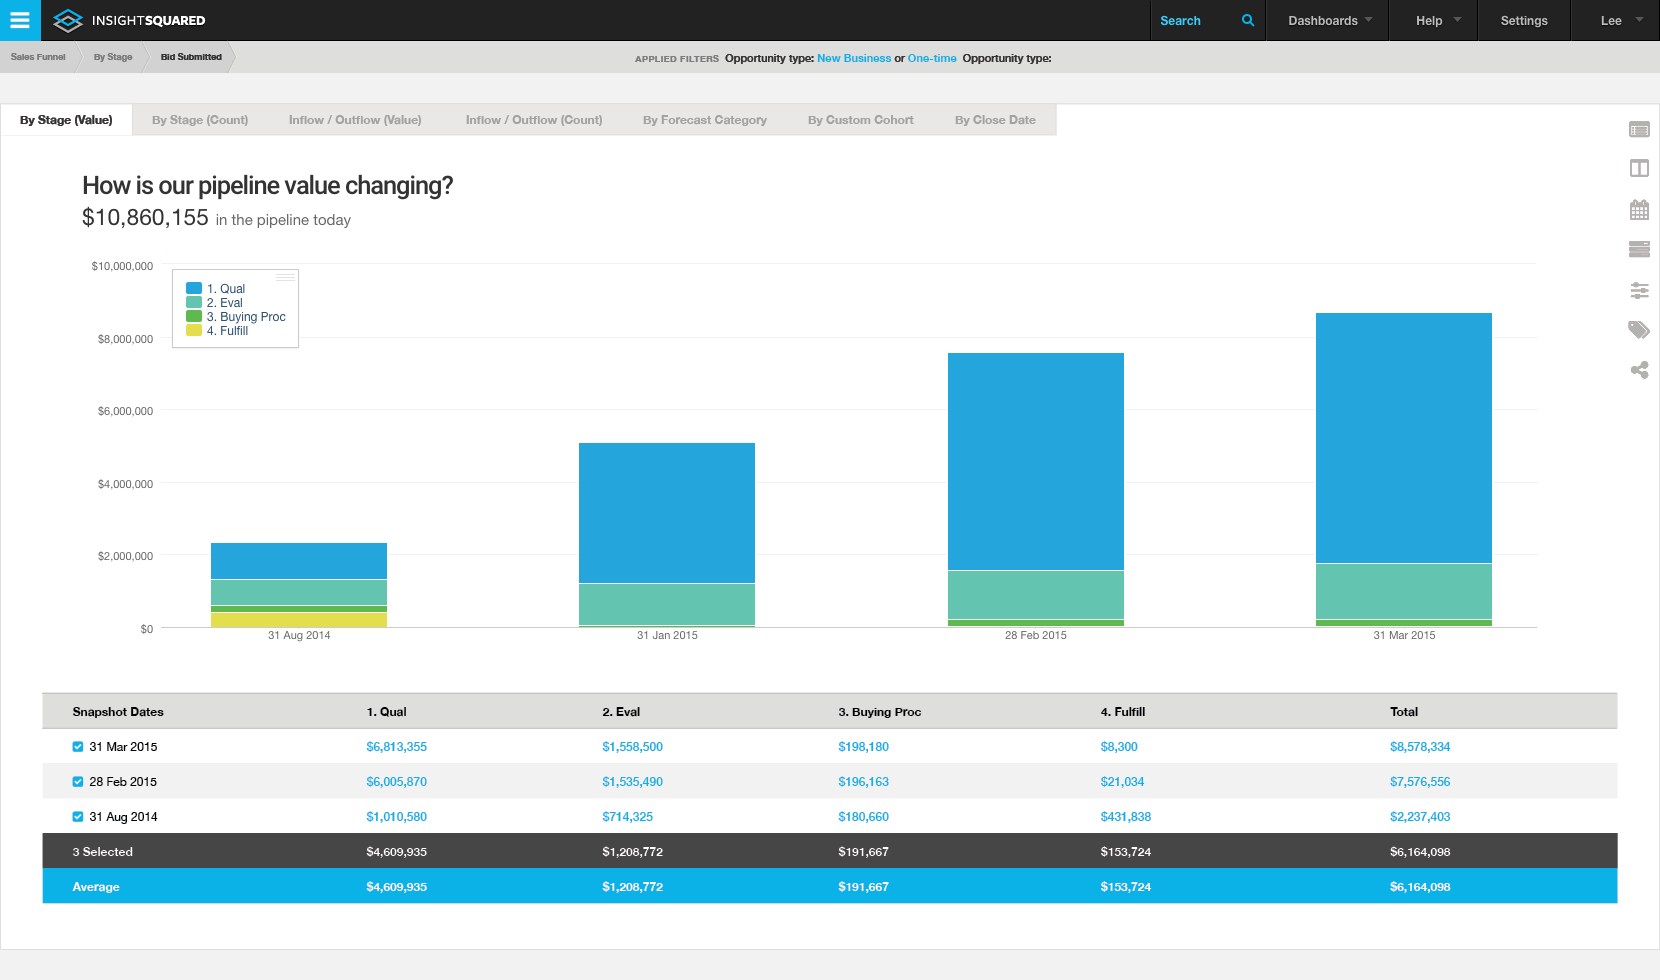 INSIGHTSQUARED
Search Dashboards Help Settings Lee
Sales Funnel By Stage Bid Submitted
APPLIED FILTERS Opportunity type: New Business or One-time Opportunity type:
By Stage (Value) By Stage (Count) Inflow / Outflow (Value) Inflow / Outflow (Count) By Forecast Category By Custom Cohort By Close Date
How is our pipeline value changing?
$10,860,155 in the pipeline today
$10,000,000
$8,000,000
$6,000,000
$4,000,000
$2,000,000
$0
1. Qual
2. Eval
3. Buying Proc
4. Fulfill
31 Aug 2014 31 Jan 2015 28 Feb 2015 31 Mar 2015
Snapshot Dates 1. Qual 2. Eval 3. Buying Proc 4. Fulfill Total
31 Mar 2015 $6,813,355 $1,558,500 $198,180 $8,300 $8,578,334
28 Feb 2015 $6,005,870 $1,535,490 $196,163 $21,034 $7,576,556
31 Aug 2014 $1,010,580 $714,325 $180,660 $431,838 $2,237,403
3 Selected $4,609,935 $1,208,772 $191,667 $153,724 $6,164,098
Average $4,609,935 $1,208,772 $191,667 $153,724 $6,164,098